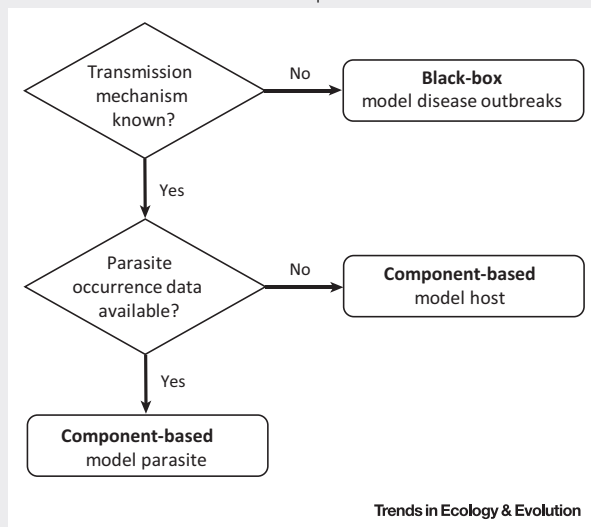 Transmission
mechanism
known?
No
Black-box
model disease outbreaks
Yes
Parasite
occurrence data
available?
No
Component-based
model host
Yes
Component-based
model parasite
Trends in Ecology & Evolution